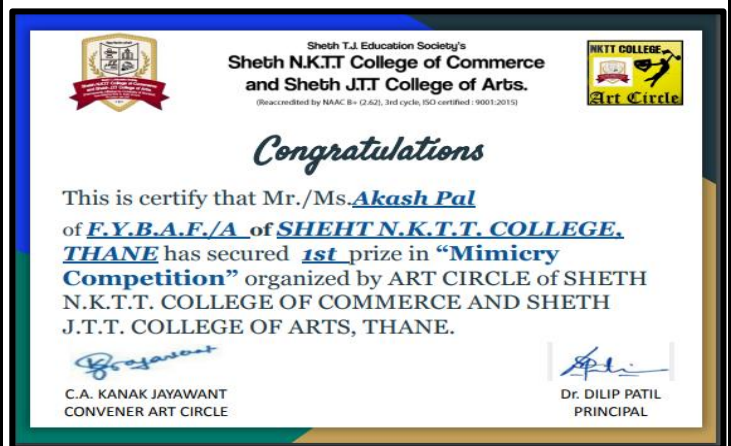 Sheth T.J. Education Society's
Sheth N.K.T.T College of Commerce
and Sheth J.T.T College of Arts.
(Reaccredited by NAAC B+ (2.62), 3rd cycle, ISO certified : 9001:2015)
NKTT COLLEGE
Art Circle
Congratulations
This is certify that Mr./Ms.Akash Pal
of F.Y.B.A.F./A of SHEHT N.K.T.T. COLLEGE,
THANE has secured 1st prize in “Mimicry
Competition” organized by ART CIRCLE of SHETH
N.K.T.T. COLLEGE OF COMMERCE AND SHETH
J.T.T. COLLEGE OF ARTS, THANE.
C.A. KANAK JAYAWANT
CONVENER ART CIRCLE
Dr. DILIP PATIL
PRINCIPAL